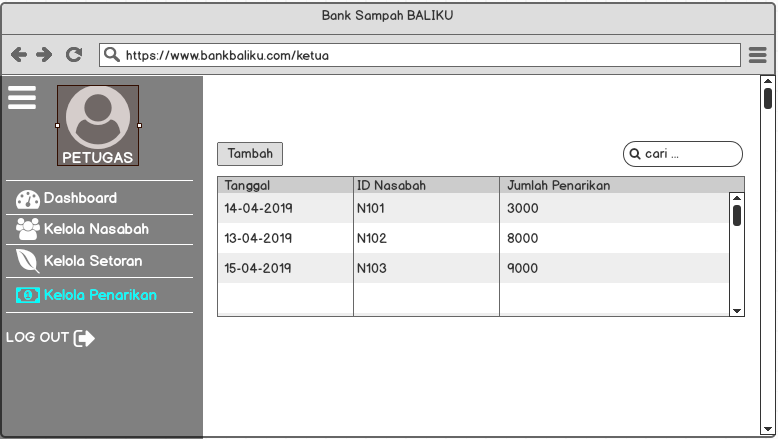 Bank Sampah BALIKU
https://www.bankbaliku.com/ketua
PETUGAS
Dashboard
Kelola Nasabah
Kelola Setoran
Kelola Penarikan
LOG OUT
Tambah
cari ...
Tanggal ID Nasabah Jumlah Penarikan
14-04-2019 N101 3000
13-04-2019 N102 8000
15-04-2019 N103 9000